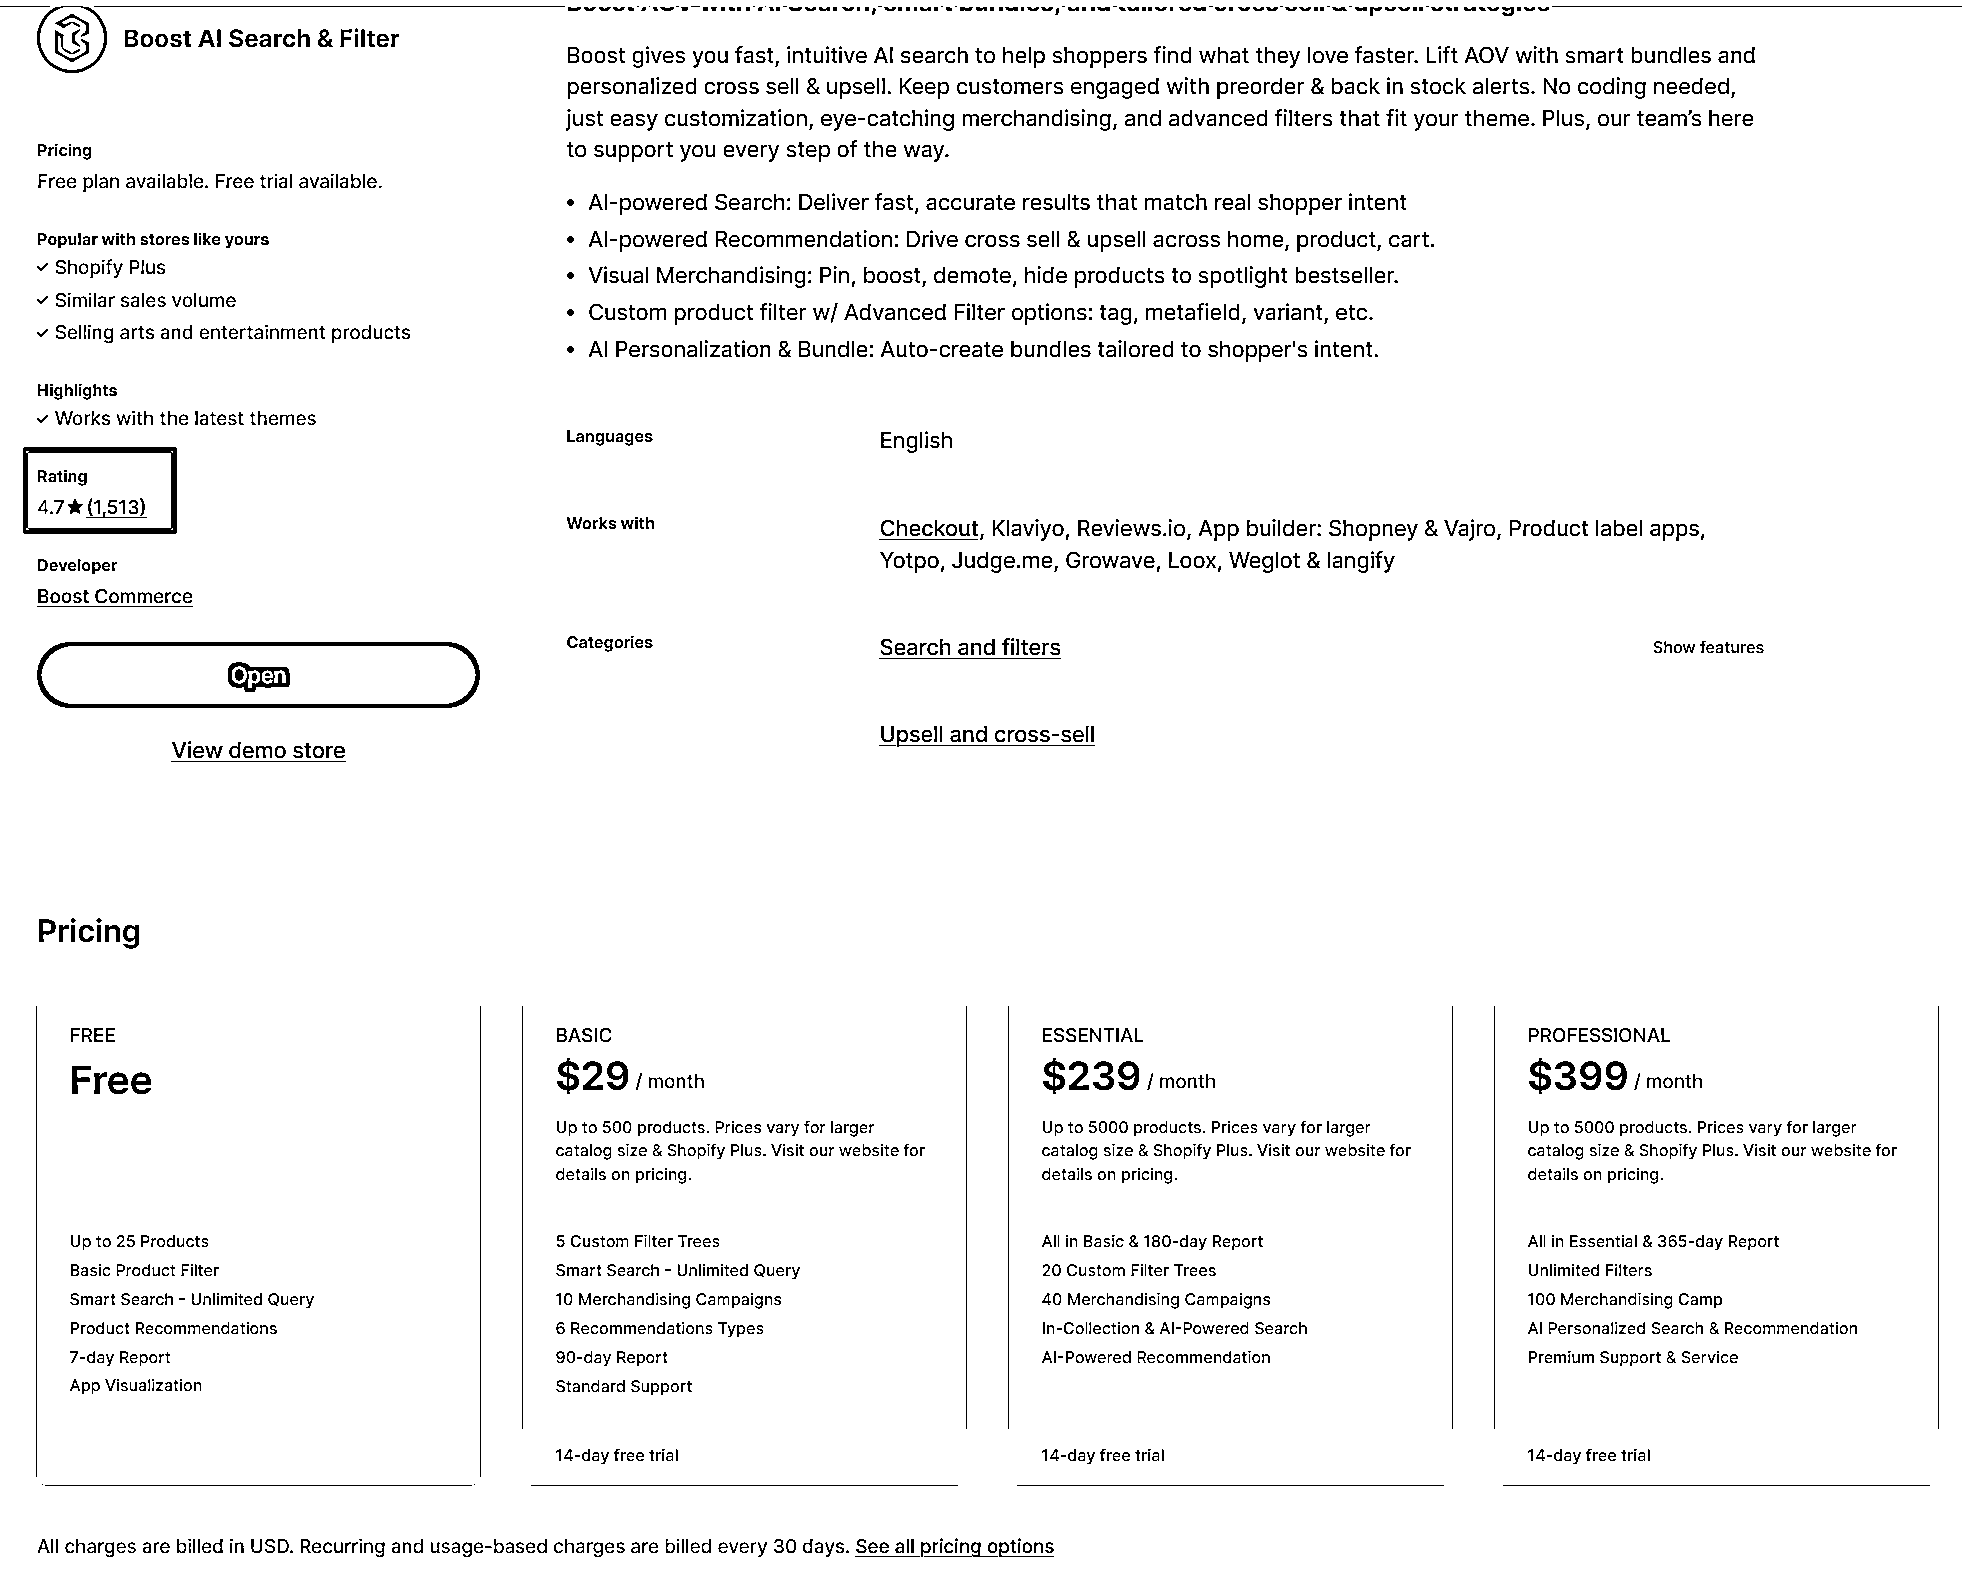 Boost AI Search & Filter
Pricing
Free plan available. Free trial available.
Popular with stores like yours
✓ Shopify Plus
✓ Similar sales volume
✓ Selling arts and entertainment products
Highlights
✓ Works with the latest themes
Rating
4.7★(1,513)
Developer
Boost Commerce
Open
View demo store
Boost AOV with AI Search, smart bundles, and tailored cross sell & upsell strategies
Boost gives you fast, intuitive AI search to help shoppers find what they love faster. Lift AOV with smart bundles and
personalized cross sell & upsell. Keep customers engaged with preorder & back in stock alerts. No coding needed,
just easy customization, eye-catching merchandising, and advanced filters that fit your theme. Plus, our team’s here
to support you every step of the way.
• AI-powered Search: Deliver fast, accurate results that match real shopper intent
• AI-powered Recommendation: Drive cross sell & upsell across home, product, cart.
• Visual Merchandising: Pin, boost, demote, hide products to spotlight bestseller.
• Custom product filter w/ Advanced Filter options: tag, metafield, variant, etc.
• AI Personalization & Bundle: Auto-create bundles tailored to shopper's intent.
Languages
English
Works with
Checkout, Klaviyo, Reviews.io, App builder: Shopney & Vajro, Product label apps,
Yotpo, Judge.me, Growave, Loox, Weglot & langify
Categories
Search and filters
Show features
Upsell and cross-sell
Pricing
FREE
Free
Up to 25 Products
Basic Product Filter
Smart Search - Unlimited Query
Product Recommendations
7-day Report
App Visualization
BASIC
$29 / month
Up to 500 products. Prices vary for larger
catalog size & Shopify Plus. Visit our website for
details on pricing.
5 Custom Filter Trees
Smart Search - Unlimited Query
10 Merchandising Campaigns
6 Recommendations Types
90-day Report
Standard Support
14-day free trial
ESSENTIAL
$239 / month
Up to 5000 products. Prices vary for larger
catalog size & Shopify Plus. Visit our website for
details on pricing.
All in Basic & 180-day Report
20 Custom Filter Trees
40 Merchandising Campaigns
In-Collection & AI-Powered Search
AI-Powered Recommendation
14-day free trial
PROFESSIONAL
$399 / month
Up to 5000 products. Prices vary for larger
catalog size & Shopify Plus. Visit our website for
details on pricing.
All in Essential & 365-day Report
Unlimited Filters
100 Merchandising Camp
AI Personalized Search & Recommendation
Premium Support & Service
14-day free trial
All charges are billed in USD. Recurring and usage-based charges are billed every 30 days. See all pricing options